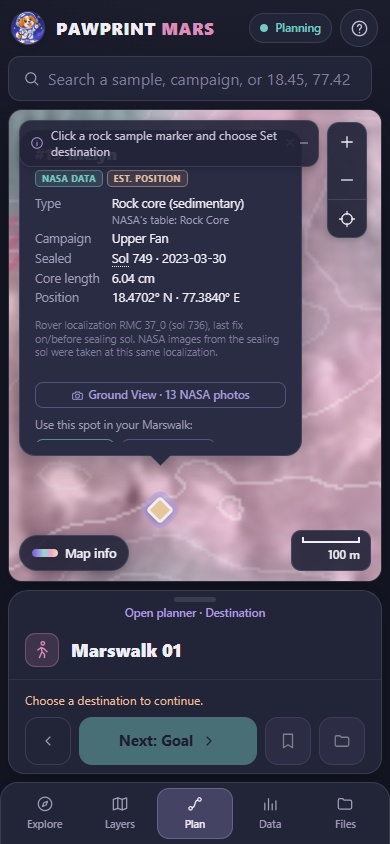 PAWPRINT MARS
Planning
Search a sample, campaign, or 18.45, 77.42
Click a rock sample marker and choose Set
destination
NASA DATA
EST. POSITION
Type
Rock core (sedimentary)
NASA's table: Rock Core
Campaign
Upper Fan
Sealed
Sol 749 · 2023-03-30
Core length
6.04 cm
Position
18.4702° N · 77.3840° E
Rover localization RMC 37_0 (sol 736), last fix
on/before sealing sol. NASA images from the sealing
sol were taken at this same localization.
Ground View · 13 NASA photos
Use this spot in your Marswalk:
Map info
100 m
Open planner · Destination
Marswalk 01
Choose a destination to continue.
Next: Goal
Explore
Layers
Plan
Data
Files